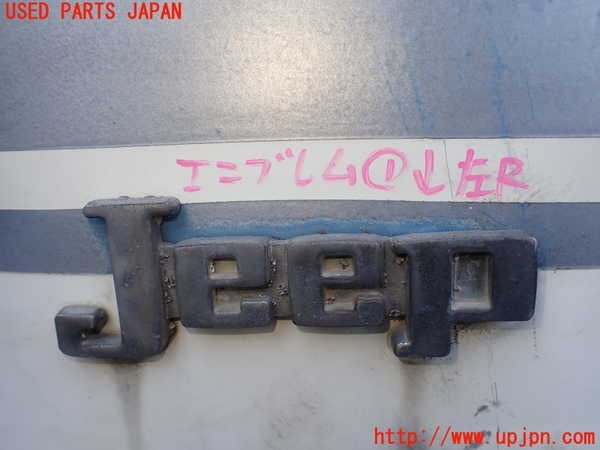 USED PARTS JAPAN
エンブレム①↓左R
Jeep
http://www.upjpn.com/